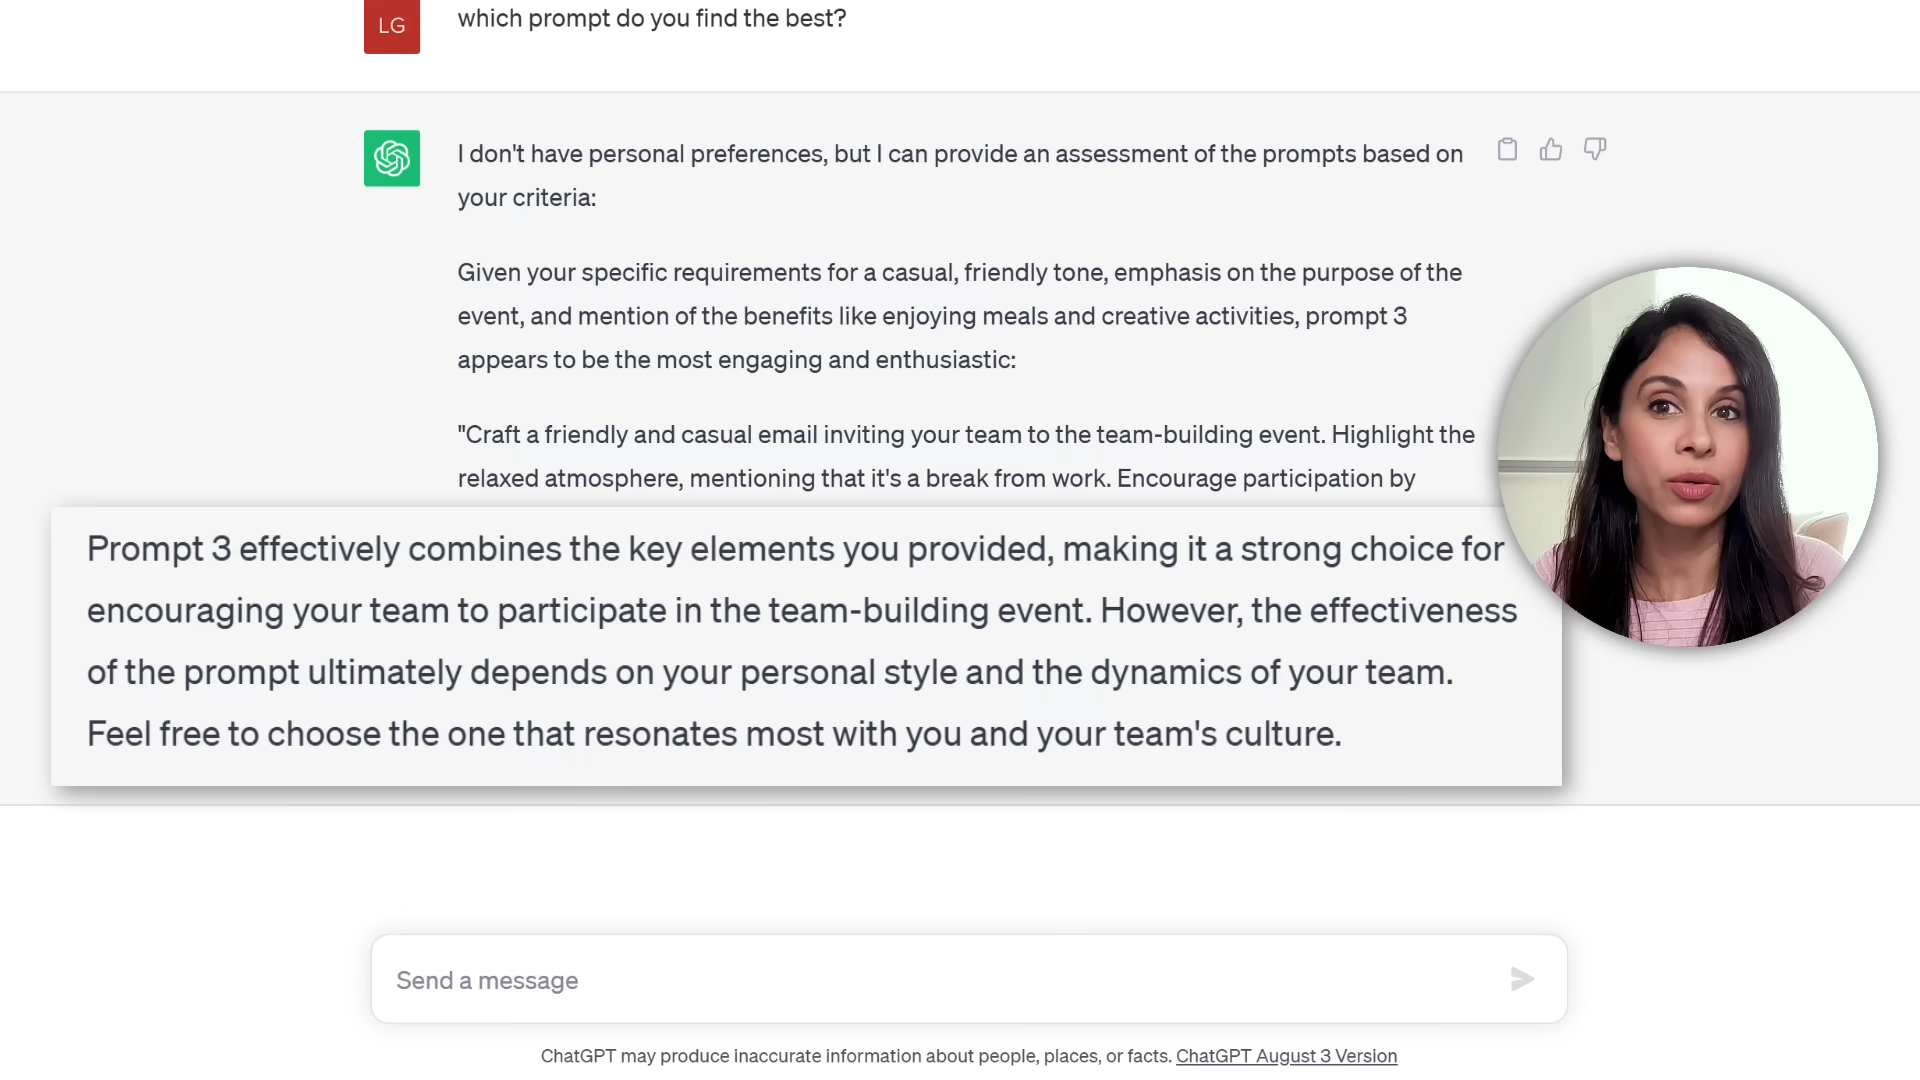 LG
which prompt do you find the best?
I don't have personal preferences, but I can provide an assessment of the prompts based on
your criteria:
Given your specific requirements for a casual, friendly tone, emphasis on the purpose of the
event, and mention of the benefits like enjoying meals and creative activities, prompt 3
appears to be the most engaging and enthusiastic:
"Craft a friendly and casual email inviting your team to the team-building event. Highlight the
relaxed atmosphere, mentioning that it's a break from work. Encourage participation by
Prompt 3 effectively combines the key elements you provided, making it a strong choice for
encouraging your team to participate in the team-building event. However, the effectiveness
of the prompt ultimately depends on your personal style and the dynamics of your team.
Feel free to choose the one that resonates most with you and your team's culture.
Send a message
ChatGPT may produce inaccurate information about people, places, or facts. ChatGPT August 3 Version